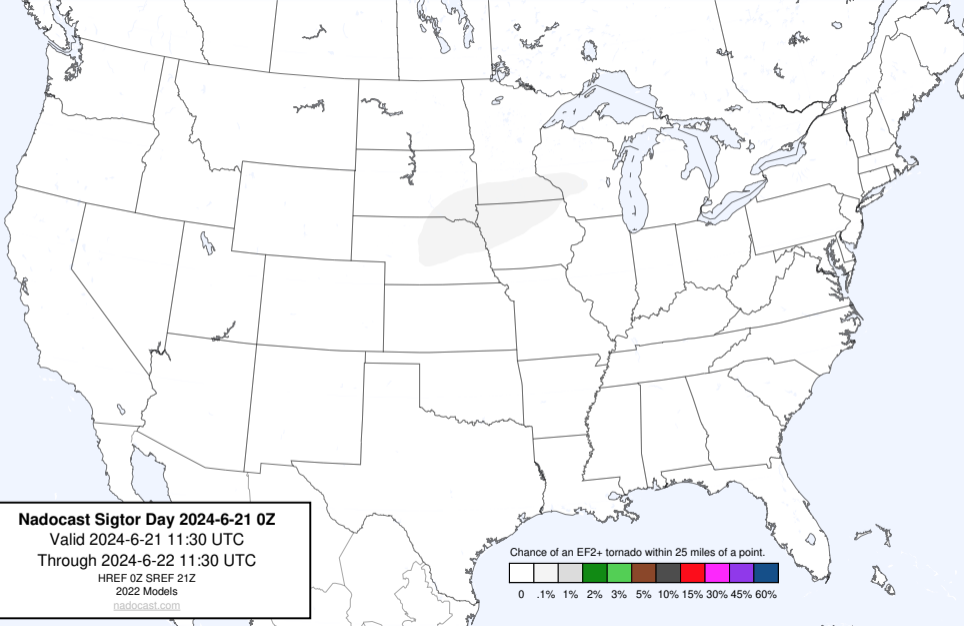 Nadocast Sigtor Day 2024-6-21 0Z
Valid 2024-6-21 11:30 UTC
Through 2024-6-22 11:30 UTC
HREF 0Z SREF 21Z
2022 Models
nadocast.com
Chance of an EF2+ tornado within 25 miles of a point.
0 .1% 1% 2% 3% 5% 10% 15% 30% 45% 60%